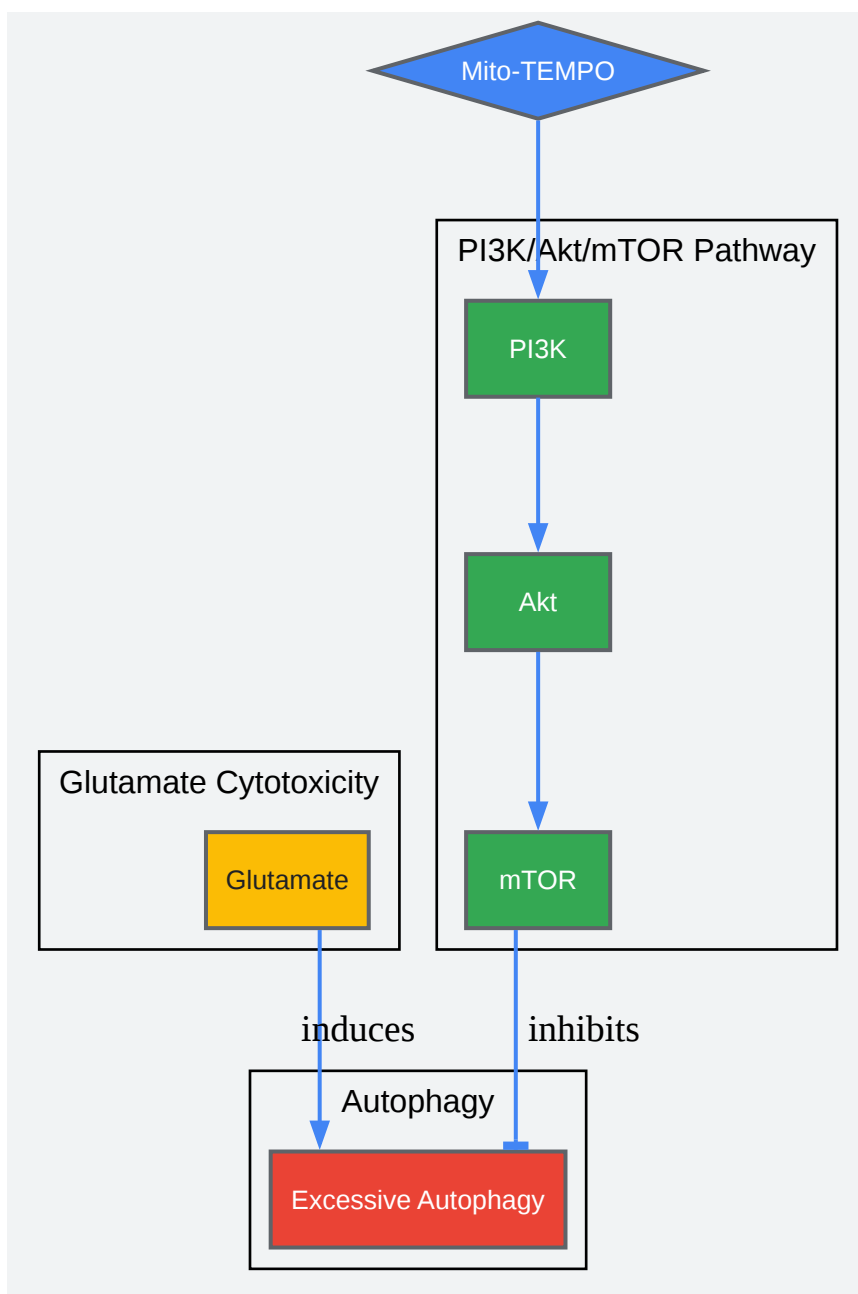 Mito-TEMPO
PI3K/Akt/mTOR Pathway
PI3K
Akt
Glutamate Cytotoxicity
Glutamate
mTOR
induces
inhibits
Autophagy
Excessive Autophagy